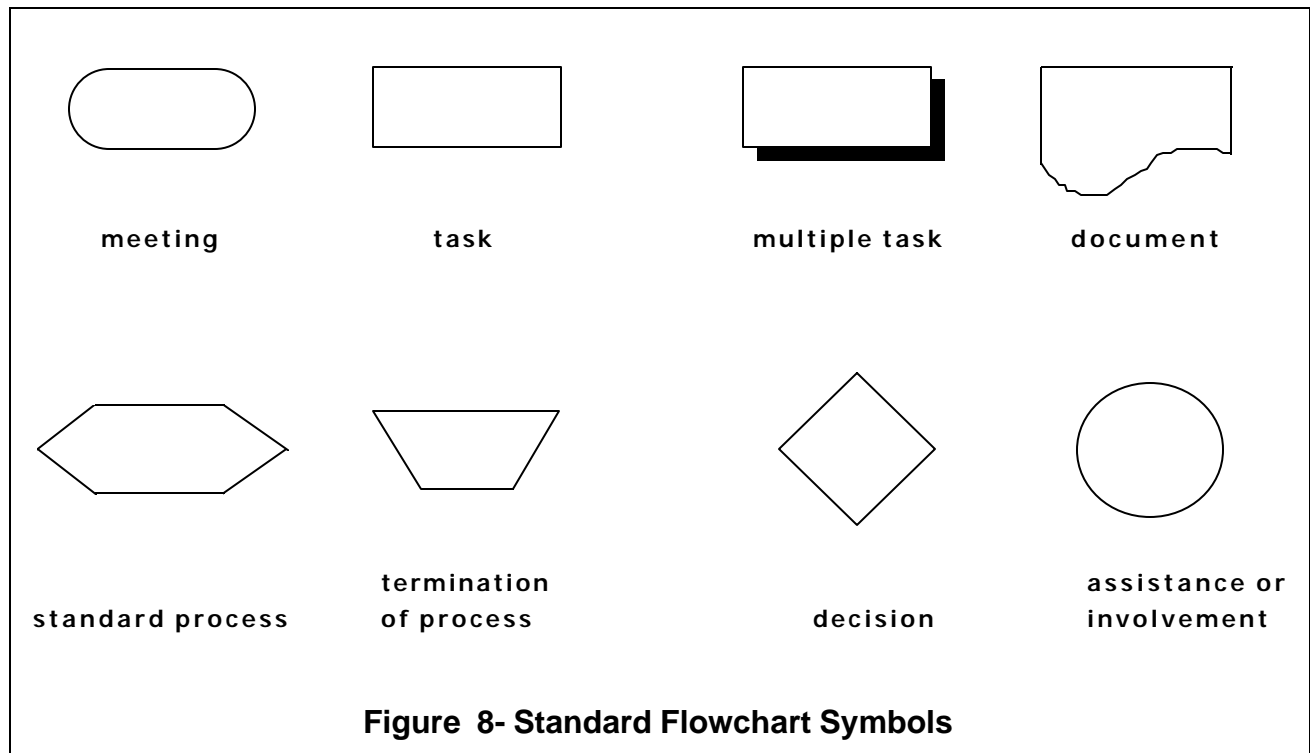 meeting
task
multiple task
document
standard process
termination
of process
decision
assistance or
involvement
Figure 8- Standard Flowchart Symbols